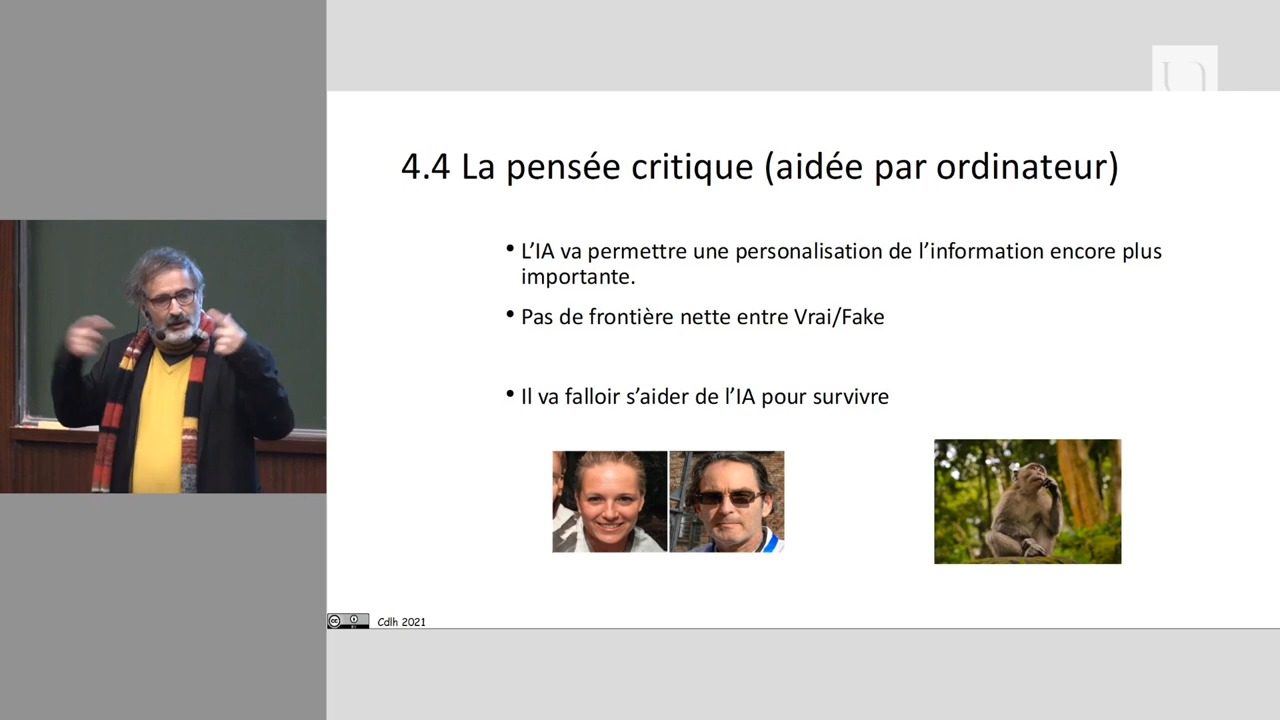 4.4 La pensée critique (aidée par ordinateur)
• L’IA va permettre une personalisation de l’information encore plus
importante.
• Pas de frontière nette entre Vrai/Fake
• Il va falloir s’aider de l’IA pour survivre
Cdlh 2021